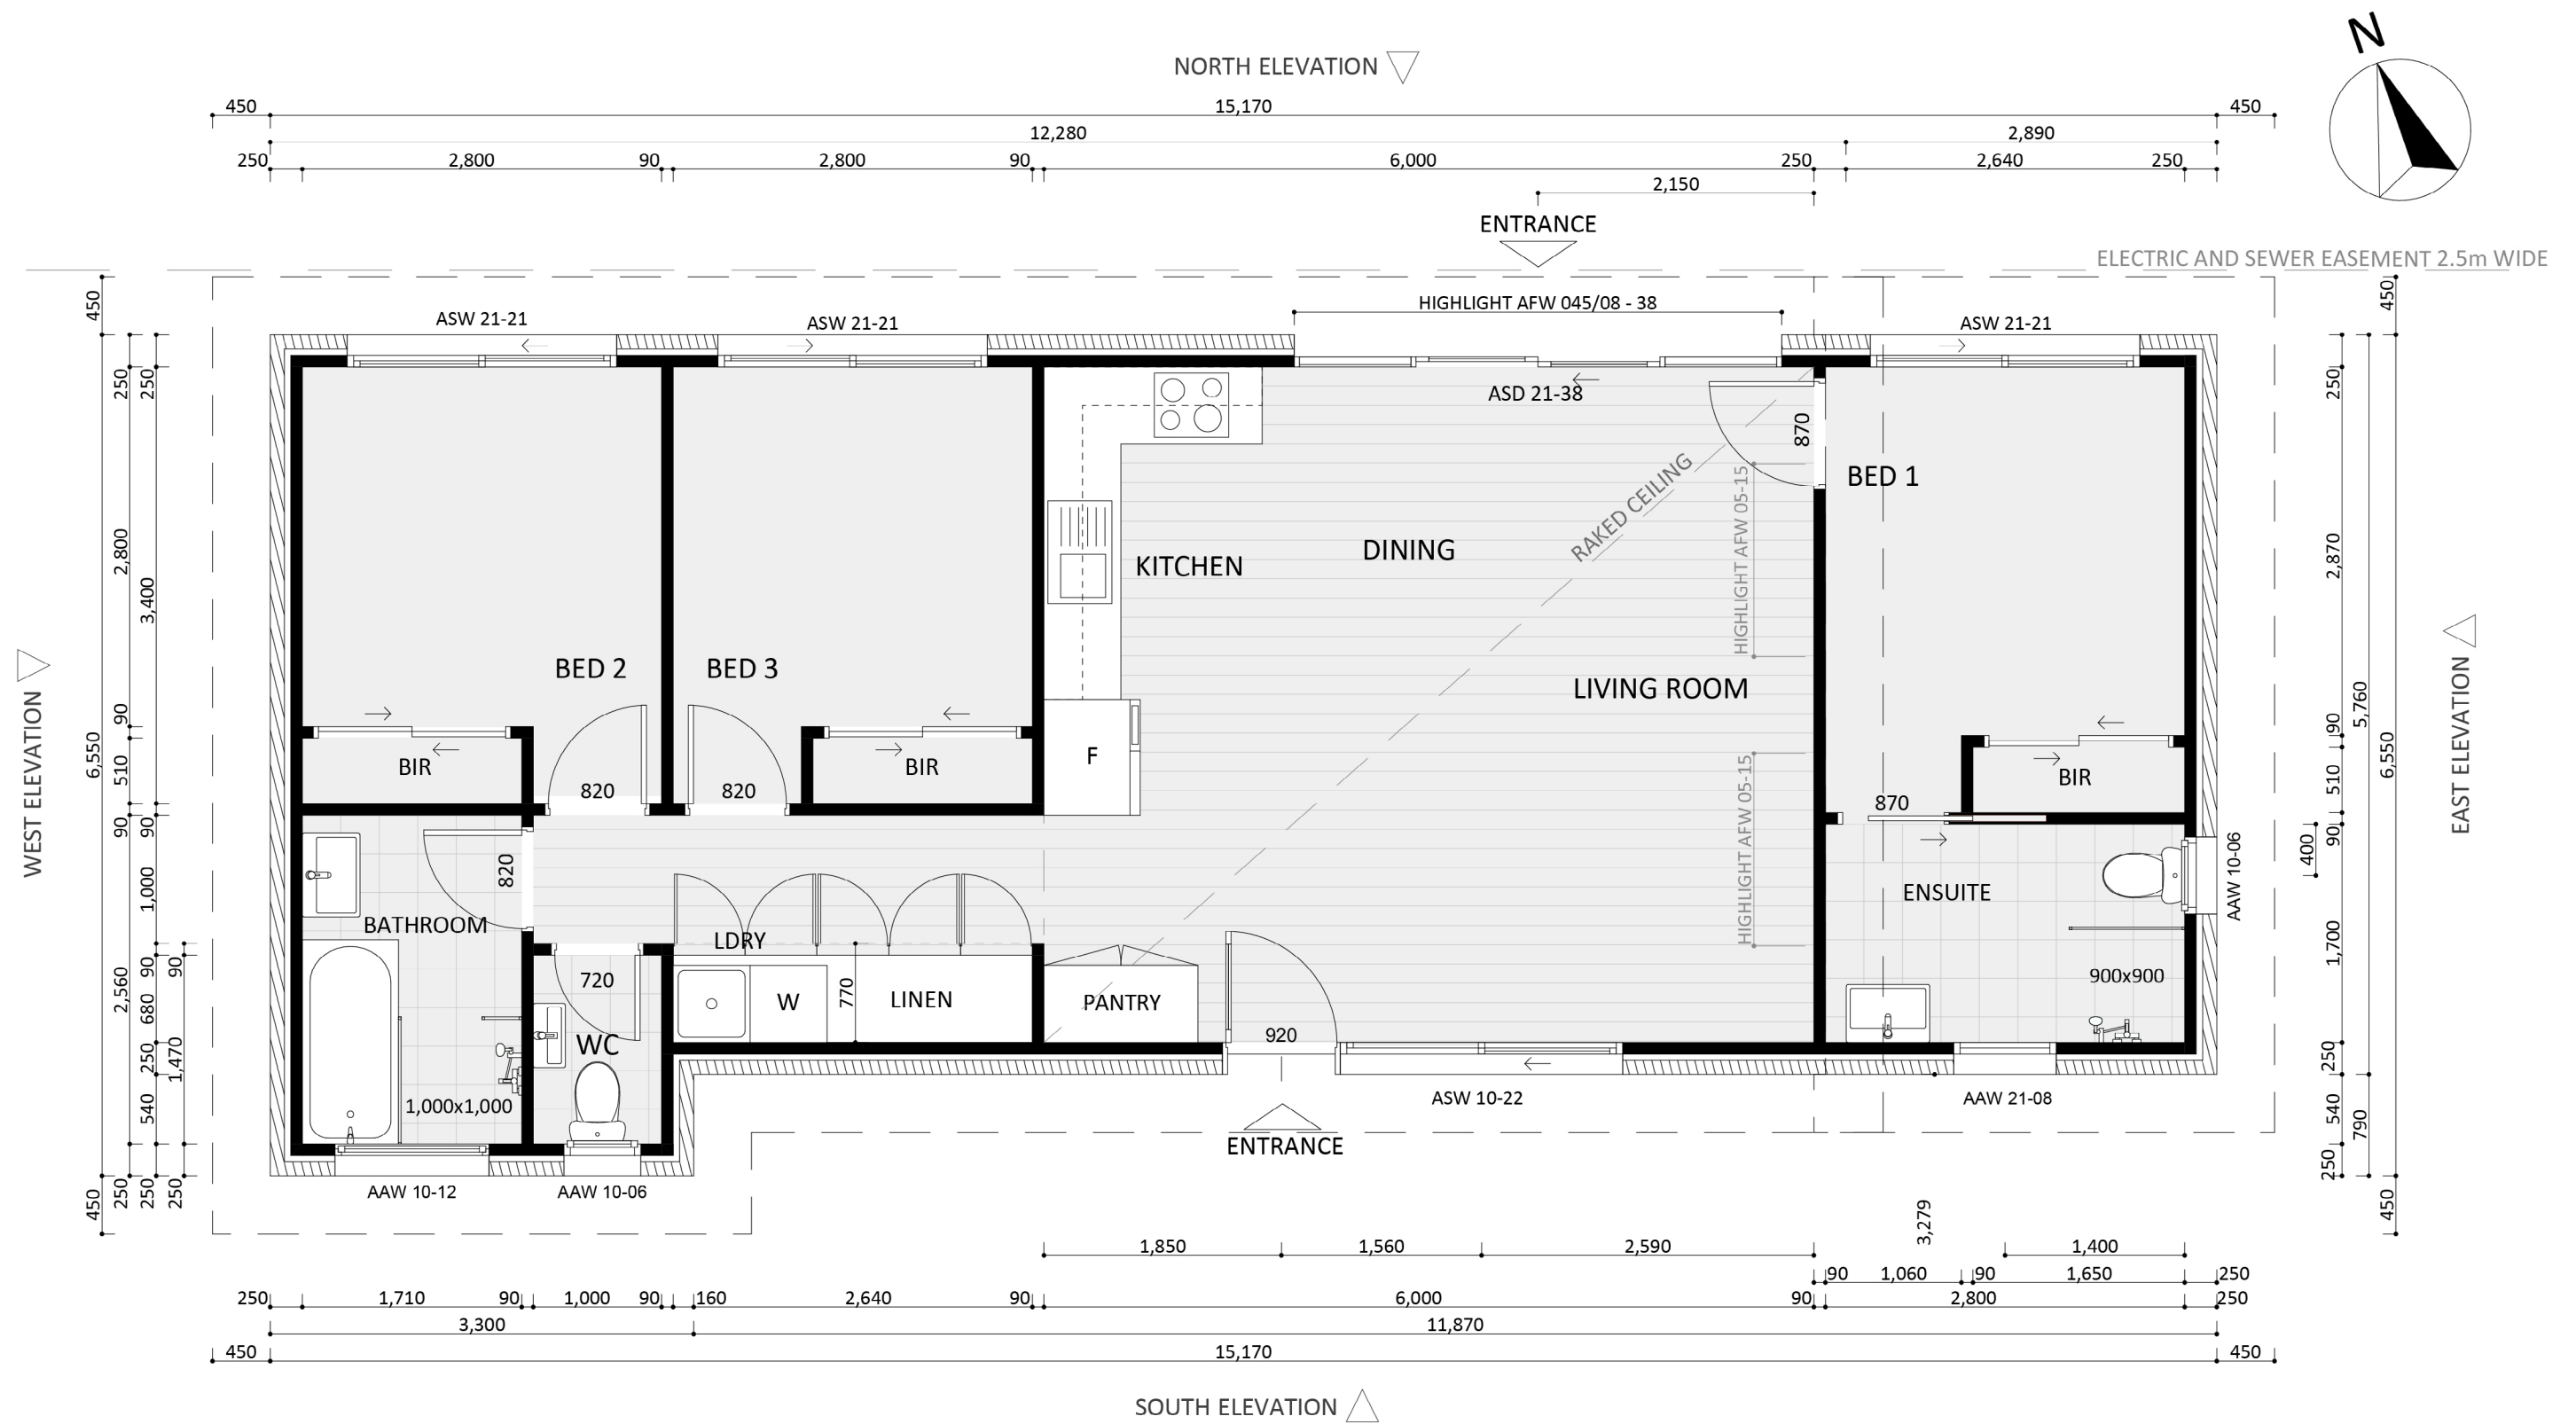 N
NORTH ELEVATION
450 15,170 450
12,280 2,890
250 2,800 90 2,800 90 6,000 250 2,640 250
2,150
ENTRANCE
ELECTRIC AND SEWER EASEMENT 2.5m WIDE
HIGHLIGHT AFW 045/08 - 38
ASW 21-21
ASW 21-21
ASW 21-21
ASD 21-38
870
RAKED CEILING
HIGHLIGHT AFW 05-15
HIGHLIGHT AFW 05-15
BED 1
DINING
KITCHEN
LIVING ROOM
BED 2
BED 3
BIR
BIR
F
BIR
820
820
870
820
BATHROOM
ENSUITE
LDRY
720
W
770
LINEN
PANTRY
900x900
WC
920
1,000x1,000
AAW 10-06
ASW 10-22
AAW 21-08
ENTRANCE
AAW 10-12
AAW 10-06
WEST ELEVATION
450
6,550
450
250
2,800
90
510
90
2,560
250
250
3,400
90
1,000
90
680
250
540
250
90
1,470
250
EAST ELEVATION
400
250
2,870
90
510
90
1,700
250
540
250
5,760
790
450
6,550
450
3,279
1,850 1,560 2,590 1,400
90 1,060 90 1,650 250
250 1,710 90 1,000 90 160 2,640 90 6,000 90 2,800 250
3,300 11,870
450 15,170 450
SOUTH ELEVATION